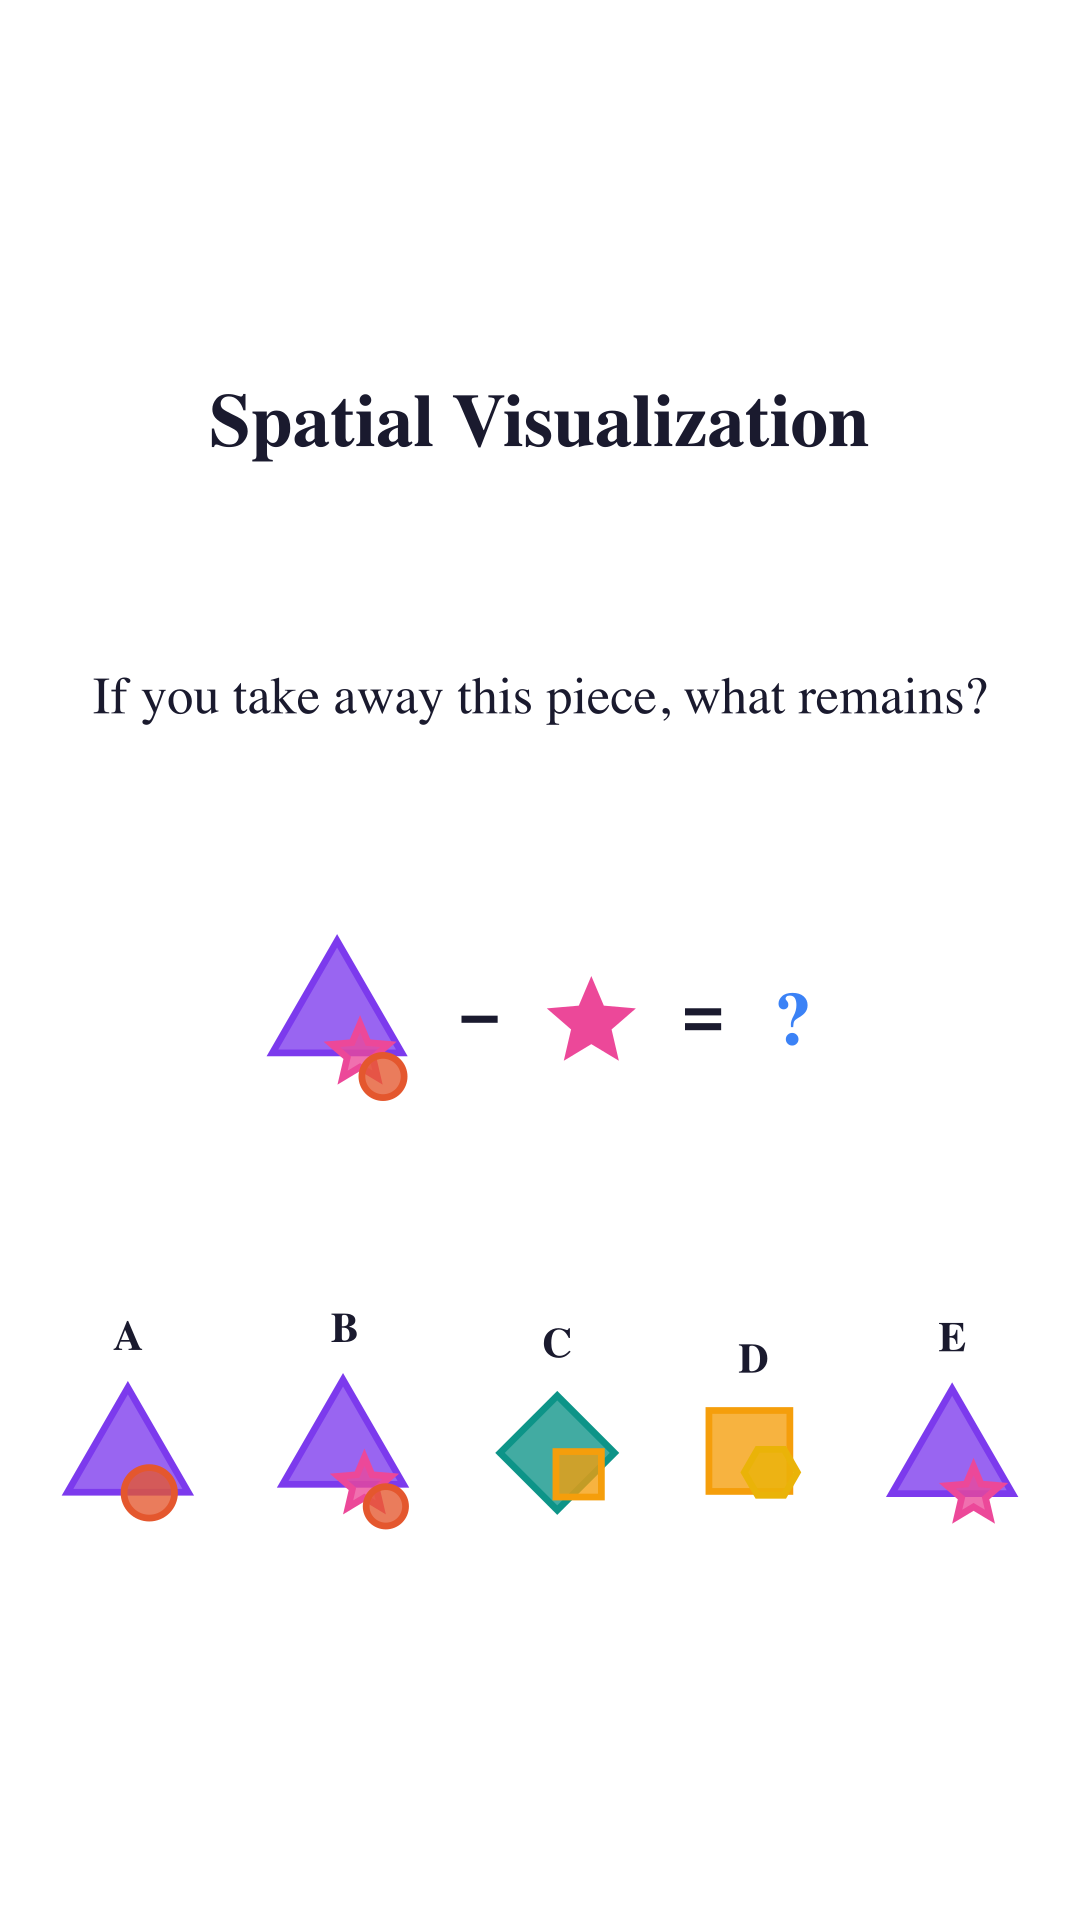 Spatial Visualization
If you take away this piece, what remains?
− = ?
A B C D E